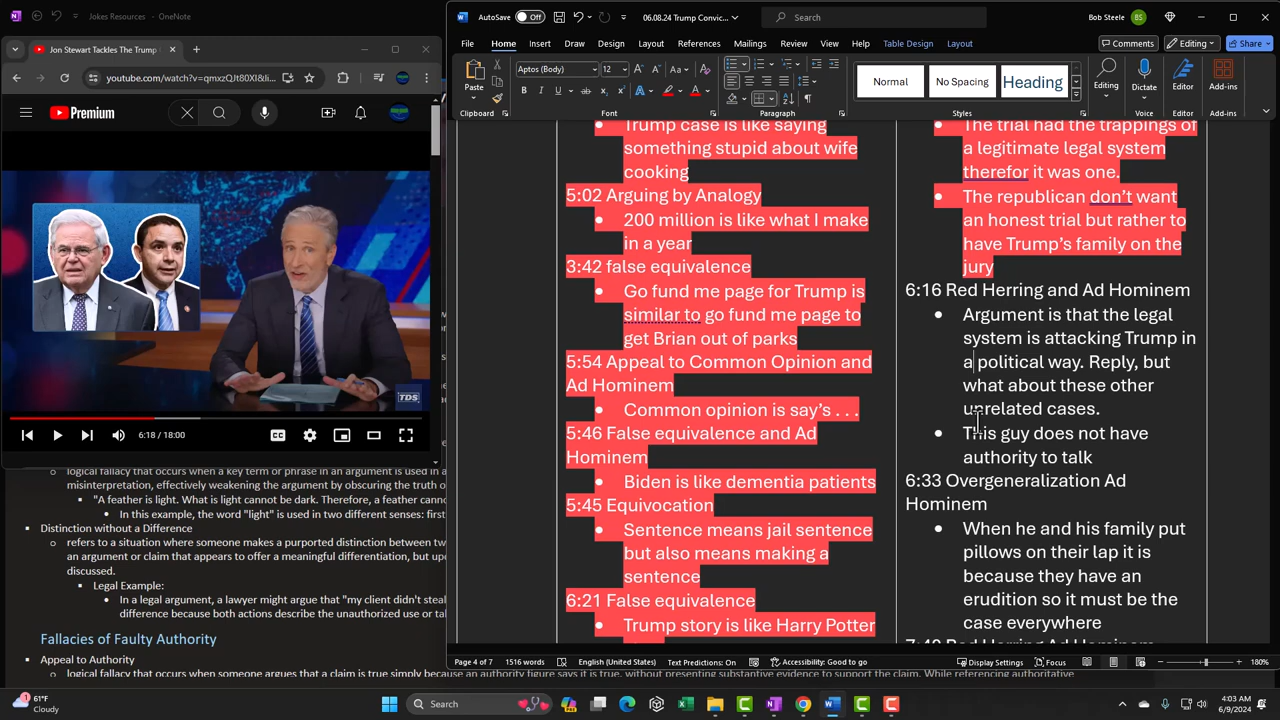 Jokes Resources - OneNote
Jon Stewart Tackles The Trump
youtube.com/watch?v=qmxzQJt80XI&li...
Premium
TDS
6:18 / 18:00
logical fallacy that occurs when a key term or phrase in an argument is used in an ambiguous
misinterpretation, effectively weakening the argument by obscuring the truth
"A feather is light. What is light cannot be dark. Therefore, a feather cannot
In this example, the word "light" is used in two different senses: first
Distinction without a Difference
refers to a situation where someone makes a purported distinction between tw
an argument or claim that appears to offer a meaningful differentiation, but upo
discussed.
Legal Example:
In a legal argument, a lawyer might argue that "my client didn't steal
difference because both actions describe the unauthorized use or tak
Fallacies of Faulty Authority
Appeal to Authority
logical fallacy that occurs when someone argues that a claim is true simply because an authority figure says it is true, without presenting substantive evidence to support the claim. While referencing authoritative
AutoSave Off
06.08.24 Trump Convic...
Search
Bob Steele BS
File Home Insert Draw Design Layout References Mailings Review View Help Table Design Layout
Comments Editing Share
Paste
Aptos (Body) 12
Normal No Spacing Heading
Editing Dictate Editor Add-ins
Clipboard Font Paragraph Styles Voice Editor Add-ins
Trump case is like saying
something stupid about wife
cooking
5:02 Arguing by Analogy
200 million is like what I make
in a year
3:42 false equivalence
Go fund me page for Trump is
similar to go fund me page to
get Brian out of parks
5:54 Appeal to Common Opinion and
Ad Hominem
Common opinion is say’s . . .
5:46 False equivalence and Ad
Hominem
Biden is like dementia patients
5:45 Equivocation
Sentence means jail sentence
but also means making a
sentence
6:21 False equivalence
Trump story is like Harry Potter
The trial had the trappings of
a legitimate legal system
therefor it was one.
The republican don’t want
an honest trial but rather to
have Trump’s family on the
jury
6:16 Red Herring and Ad Hominem
Argument is that the legal
system is attacking Trump in
a political way. Reply, but
what about these other
unrelated cases.
This guy does not have
authority to talk
6:33 Overgeneralization Ad
Hominem
When he and his family put
pillows on their lap it is
because they have an
erudition so it must be the
case everywhere
7:40 Red Herring Ad Hominem
Page 4 of 7 1516 words English (United States) Text Predictions: On Accessibility: Good to go Display Settings Focus 180%
61°F
Cloudy
Search
4:03 AM
6/9/2024